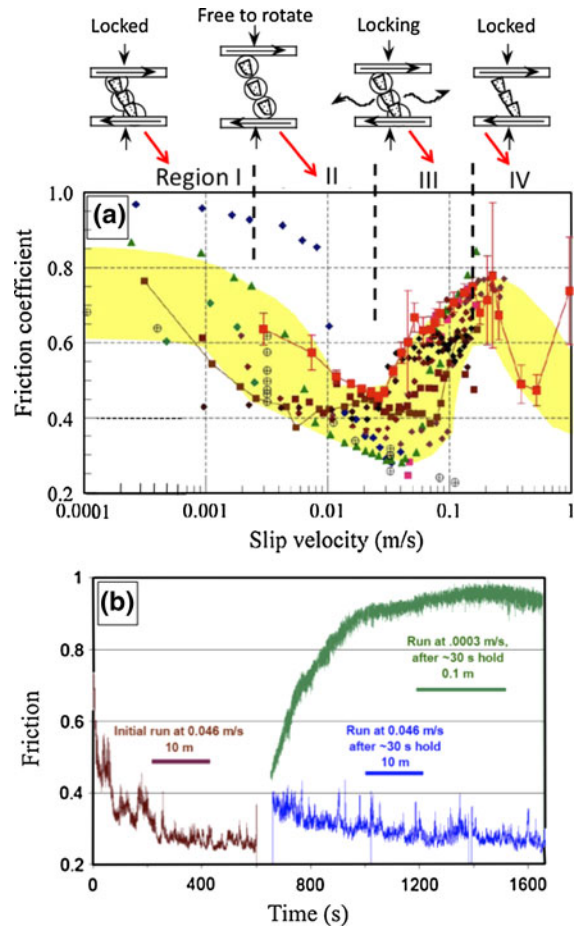 Locked
Free to rotate
Locking
Locked
Region I
II
III
IV
(a)
Friction coefficient
1.0
0.8
0.6
0.4
0.2
0.0001
0.001
0.01
0.1
1
Slip velocity (m/s)
(b)
Friction
1
0.8
0.6
0.4
0.2
Run at .0003 m/s,
after ~30 s hold
0.1 m
Initial run at 0.046 m/s
10 m
Run at 0.046 m/s
after ~30 s hold
10 m
0
400
800
1200
1600
Time (s)